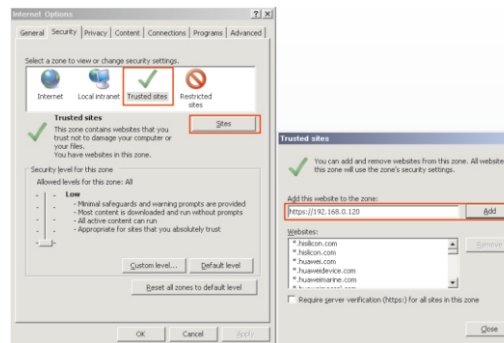 Internet Options
General Security Privacy Content Connections Programs Advanced
Select a zone to view or change security settings.
Internet Local intranet Trusted sites Restricted sites
Trusted sites
This zone contains websites that you
trust not to damage your computer or
your files.
You have websites in this zone.
Sites
Security level for this zone
Allowed levels for this zone: All
Low
- Minimal safeguards and warning prompts are provided
- Most content is downloaded and run without prompts
- All active content can run
- Appropriate for sites that you absolutely trust
Custom level... Default level
Reset all zones to default level
OK Cancel Apply
Trusted sites
You can add and remove websites from this zone. All website
this zone will use the zone's security settings.
Add this website to the zone:
https://192.168.0.120 Add
Websites:
*.hisilicon.com Remove
*.hsilcon.com
*.huawei.com
*.huaweidevice.com
*.huaweimarine.com
Require server verification (https:) for all sites in this zone
Close